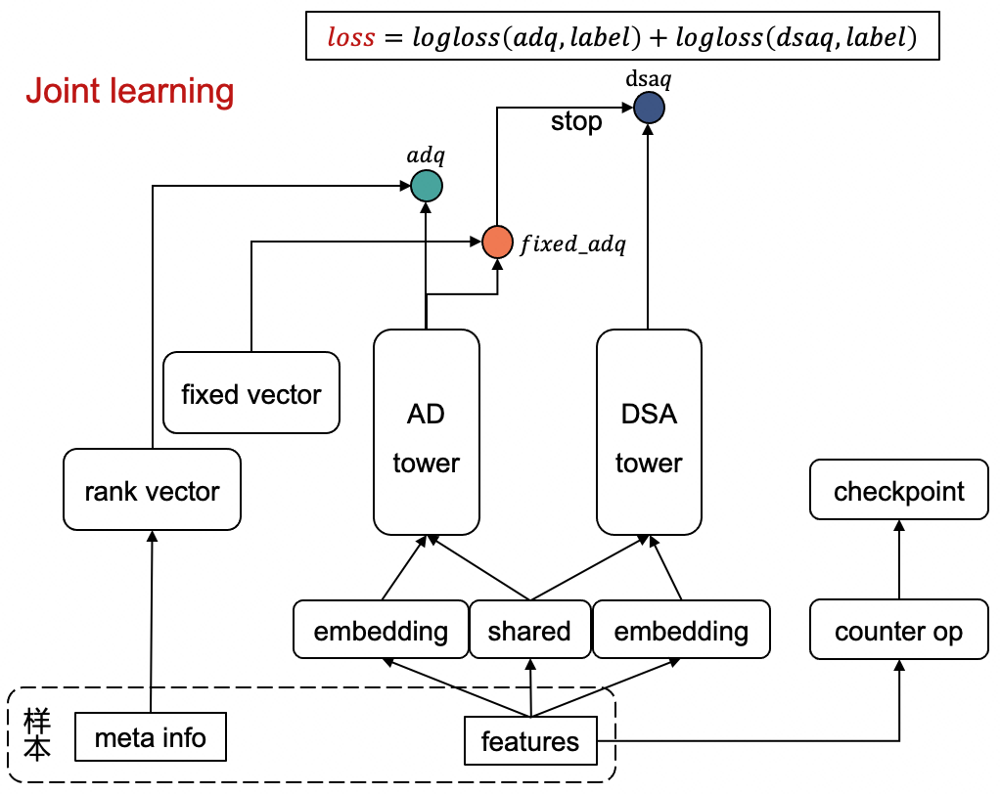 loss = logloss(adq, label) + logloss(dsaq, label)
Joint learning
dsaq
stop
adq
fixed_adq
fixed vector
AD
tower
DSA
tower
rank vector
checkpoint
embedding
shared
embedding
counter op
样
本
meta info
features